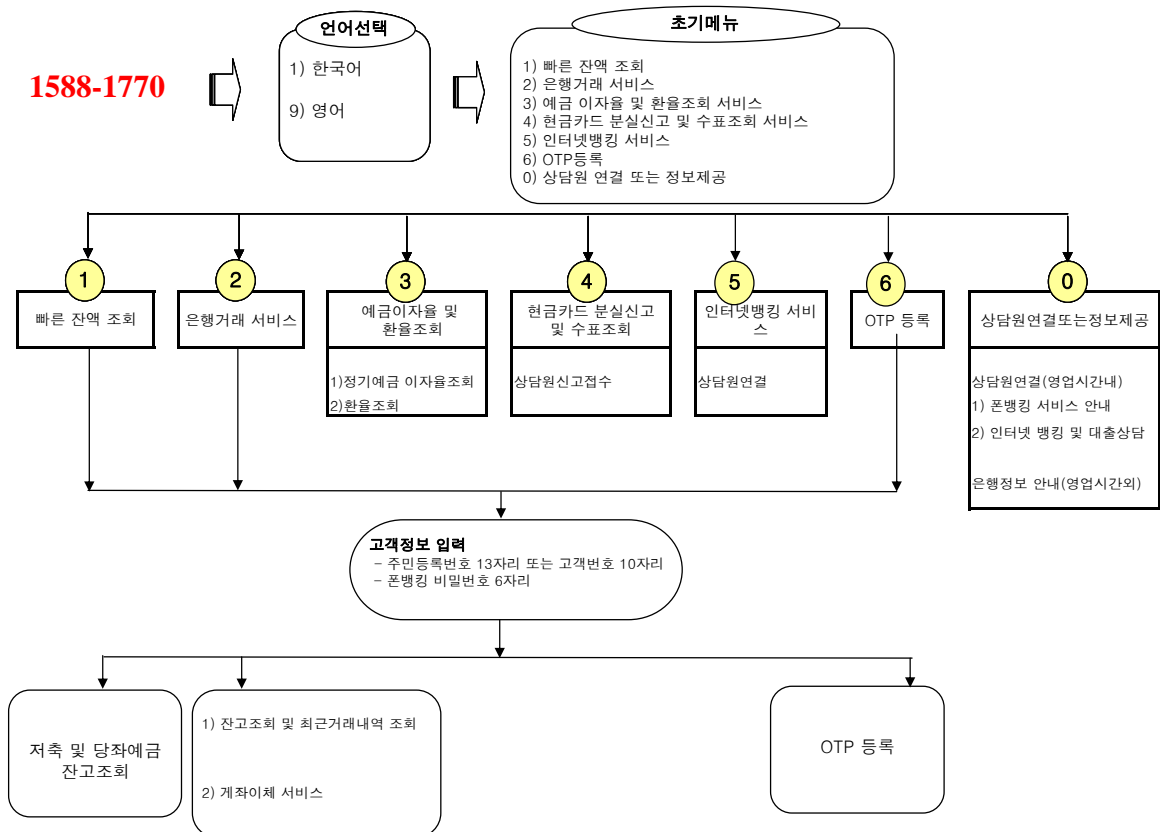 언어선택
초기메뉴
1588-1770
1) 한국어
9) 영어
1) 빠른 잔액 조회
2) 은행거래 서비스
3) 예금 이자율 및 환율조회 서비스
4) 현금카드 분실신고 및 수표조회 서비스
5) 인터넷뱅킹 서비스
6) OTP등록
0) 상담원 연결 또는 정보제공
1
빠른 잔액 조회
2
은행거래 서비스
3
예금이자율 및
환율조회
1)정기예금 이자율조회
2)환율조회
4
현금카드 분실신고
및 수표조회
상담원신고접수
5
인터넷뱅킹 서비
스
상담원연결
6
OTP 등록
0
상담원연결또는정보제공
상담원연결(영업시간내)
1) 폰뱅킹 서비스 안내
2) 인터넷 뱅킹 및 대출상담
은행정보 안내(영업시간외)
고객정보 입력
– 주민등록번호 13자리 또는 고객번호 10자리
– 폰뱅킹 비밀번호 6자리
저축 및 당좌예금
잔고조회
1) 잔고조회 및 최근거래내역 조회
2) 게좌이체 서비스
OTP 등록